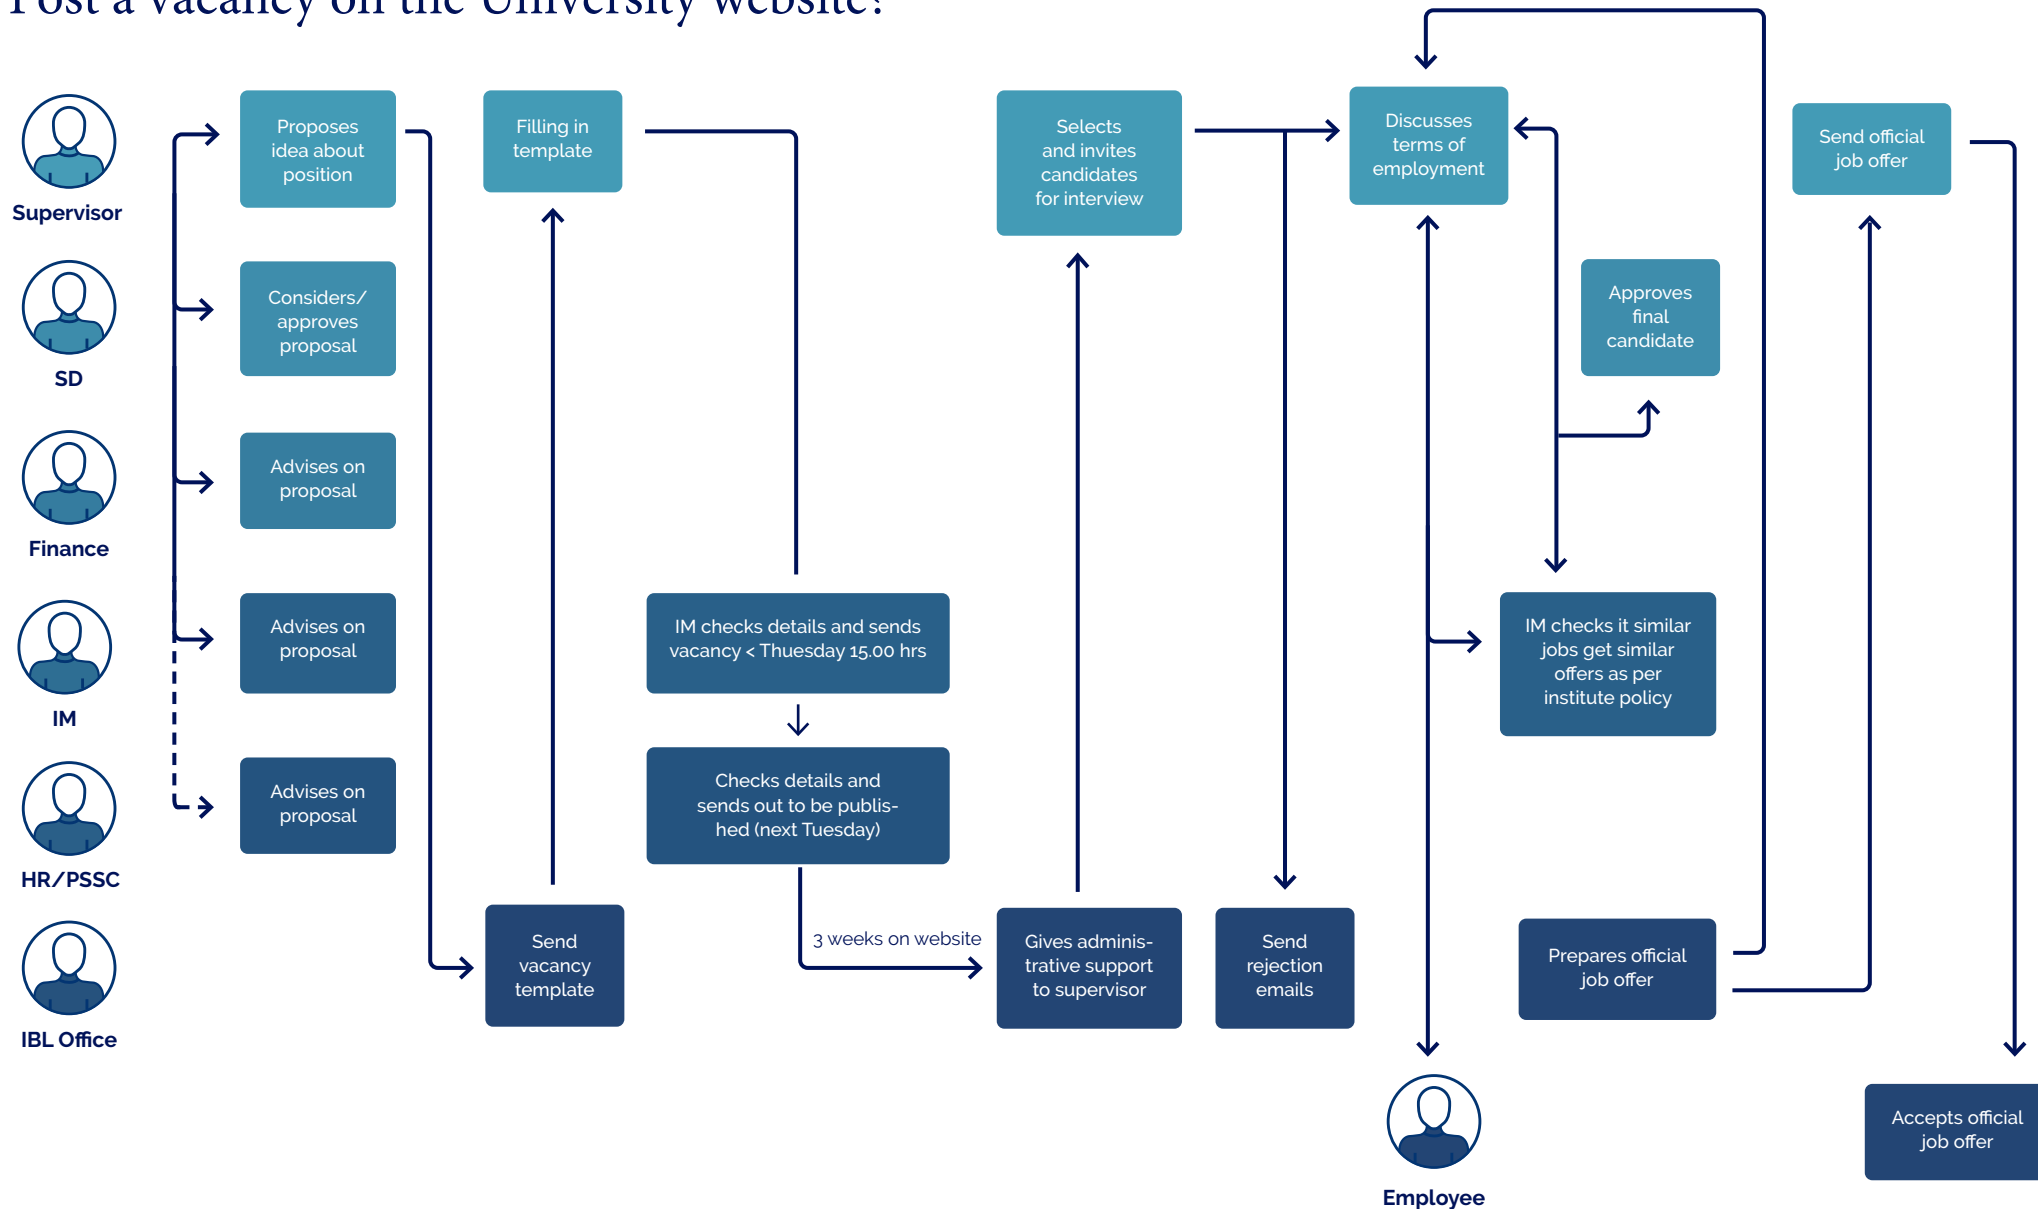 Post a vacancy on the University website?
Supervisor
Proposes
idea about
position
Filling in
template
Selects
and invites
candidates
for interview
Discusses
terms of
employment
Send official
job offer
SD
Considers/
approves
proposal
Approves
final
candidate
Finance
Advises on
proposal
IM
Advises on
proposal
IM checks details and sends
vacancy < Thuesday 15.00 hrs
IM checks it similar
jobs get similar
offers as per
institute policy
HR/PSSC
Advises on
proposal
Checks details and
sends out to be publis-
hed (next Tuesday)
3 weeks on website
IBL Office
Send
vacancy
template
Gives adminis-
trative support
to supervisor
Send
rejection
emails
Prepares official
job offer
Employee
Accepts official
job offer